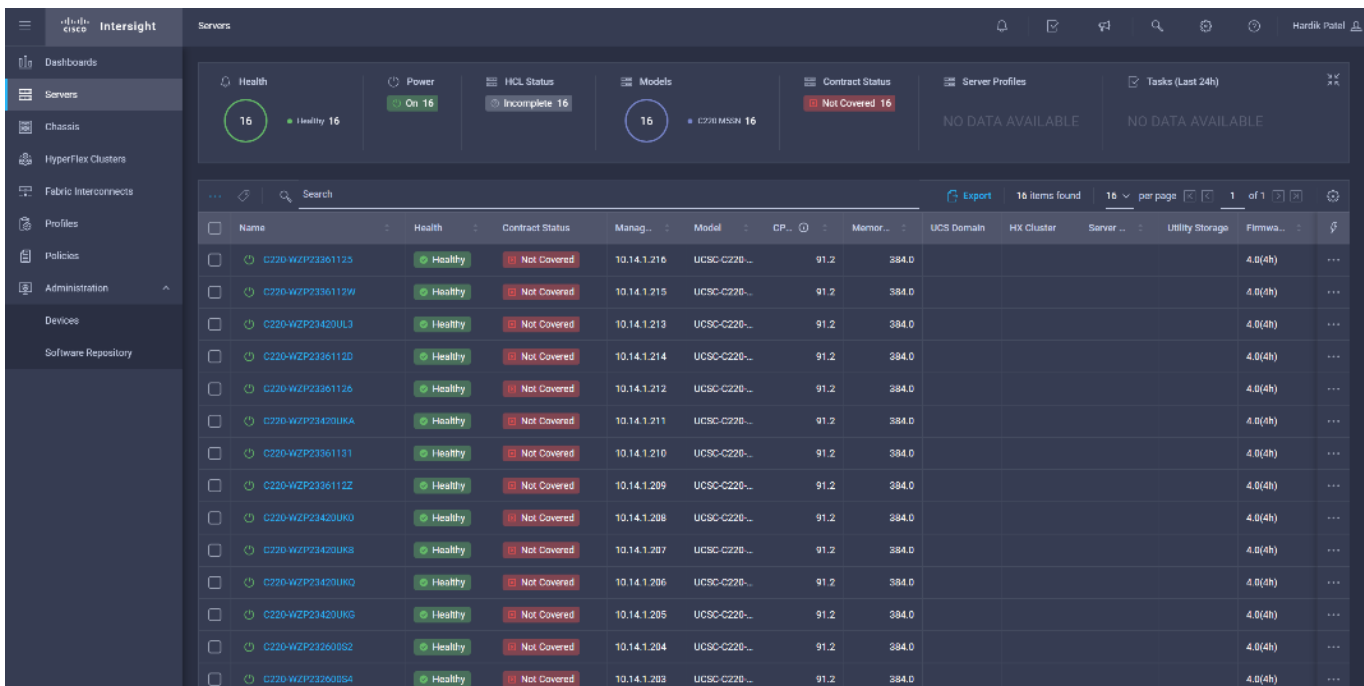 cisco Intersight
Servers
Hardik Patel
Dashboards
Servers
Chassis
HyperFlex Clusters
Fabric Interconnects
Profiles
Policies
Administration
Devices
Software Repository
Health
16
Healthy 16
Power
On 16
HCL Status
Incomplete 16
Models
16
C220 M5SN 16
Contract Status
Not Covered 16
Server Profiles
NO DATA AVAILABLE
Tasks (Last 24h)
NO DATA AVAILABLE
Search
Export 16 items found 16 per page 1 of 1
Name Health Contract Status Manag... Model CP... Memor... UCS Domain HX Cluster Server ... Utility Storage Firmwa...
C220-WZP23361125 Healthy Not Covered 10.14.1.216 UCSC-C220-... 91.2 384.0 4.0(4h)
C220-WZP2336112W Healthy Not Covered 10.14.1.215 UCSC-C220-... 91.2 384.0 4.0(4h)
C220-WZP23420UL3 Healthy Not Covered 10.14.1.213 UCSC-C220-... 91.2 384.0 4.0(4h)
C220-WZP2336112D Healthy Not Covered 10.14.1.214 UCSC-C220-... 91.2 384.0 4.0(4h)
C220-WZP23361126 Healthy Not Covered 10.14.1.212 UCSC-C220-... 91.2 384.0 4.0(4h)
C220-WZP23420UKA Healthy Not Covered 10.14.1.211 UCSC-C220-... 91.2 384.0 4.0(4h)
C220-WZP23361131 Healthy Not Covered 10.14.1.210 UCSC-C220-... 91.2 384.0 4.0(4h)
C220-WZP2336112Z Healthy Not Covered 10.14.1.209 UCSC-C220-... 91.2 384.0 4.0(4h)
C220-WZP23420UK0 Healthy Not Covered 10.14.1.208 UCSC-C220-... 91.2 384.0 4.0(4h)
C220-WZP23420UK8 Healthy Not Covered 10.14.1.207 UCSC-C220-... 91.2 384.0 4.0(4h)
C220-WZP23420UKQ Healthy Not Covered 10.14.1.206 UCSC-C220-... 91.2 384.0 4.0(4h)
C220-WZP23420UKG Healthy Not Covered 10.14.1.205 UCSC-C220-... 91.2 384.0 4.0(4h)
C220-WZP232600S2 Healthy Not Covered 10.14.1.204 UCSC-C220-... 91.2 384.0 4.0(4h)
C220-WZP232600S4 Healthy Not Covered 10.14.1.203 UCSC-C220-... 91.2 384.0 4.0(4h)